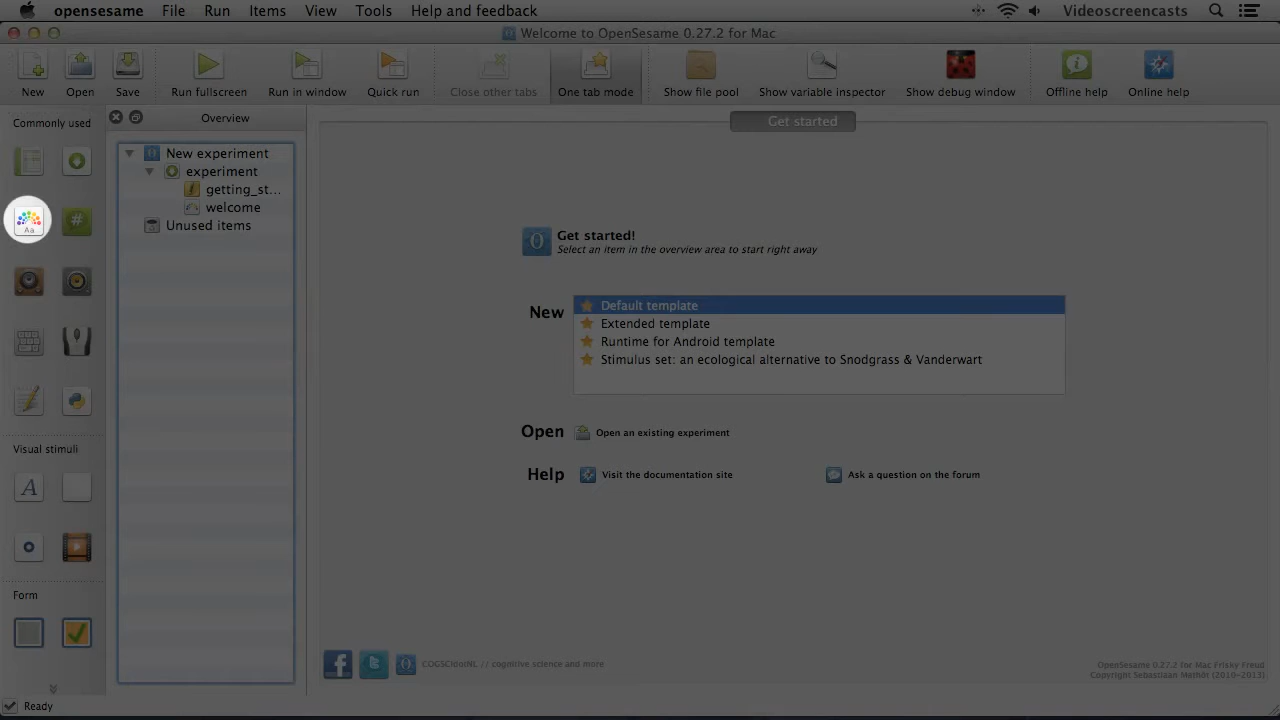 opensesame File Run Items View Tools Help and feedback Videoscreencasts
Welcome to OpenSesame 0.27.2 for Mac
New Open Save Run fullscreen Run in window Quick run Close other tabs One tab mode Show file pool Show variable inspector Show debug window Offline help Online help
Commonly used
Overview
Get started
New experiment
experiment
getting_st...
welcome
Unused items
Aa
#
Get started!
Select an item in the overview area to start right away
New
Default template
Extended template
Runtime for Android template
Stimulus set: an ecological alternative to Snodgrass & Vanderwart
Open
Open an existing experiment
Visual stimuli
A
Help
Visit the documentation site
Ask a question on the forum
Form
COGSCIdotNL // cognitive science and more
OpenSesame 0.27.2 for Mac Frisky Freud
Copyright Sebastiaan Mathôt (2010-2013)
Ready